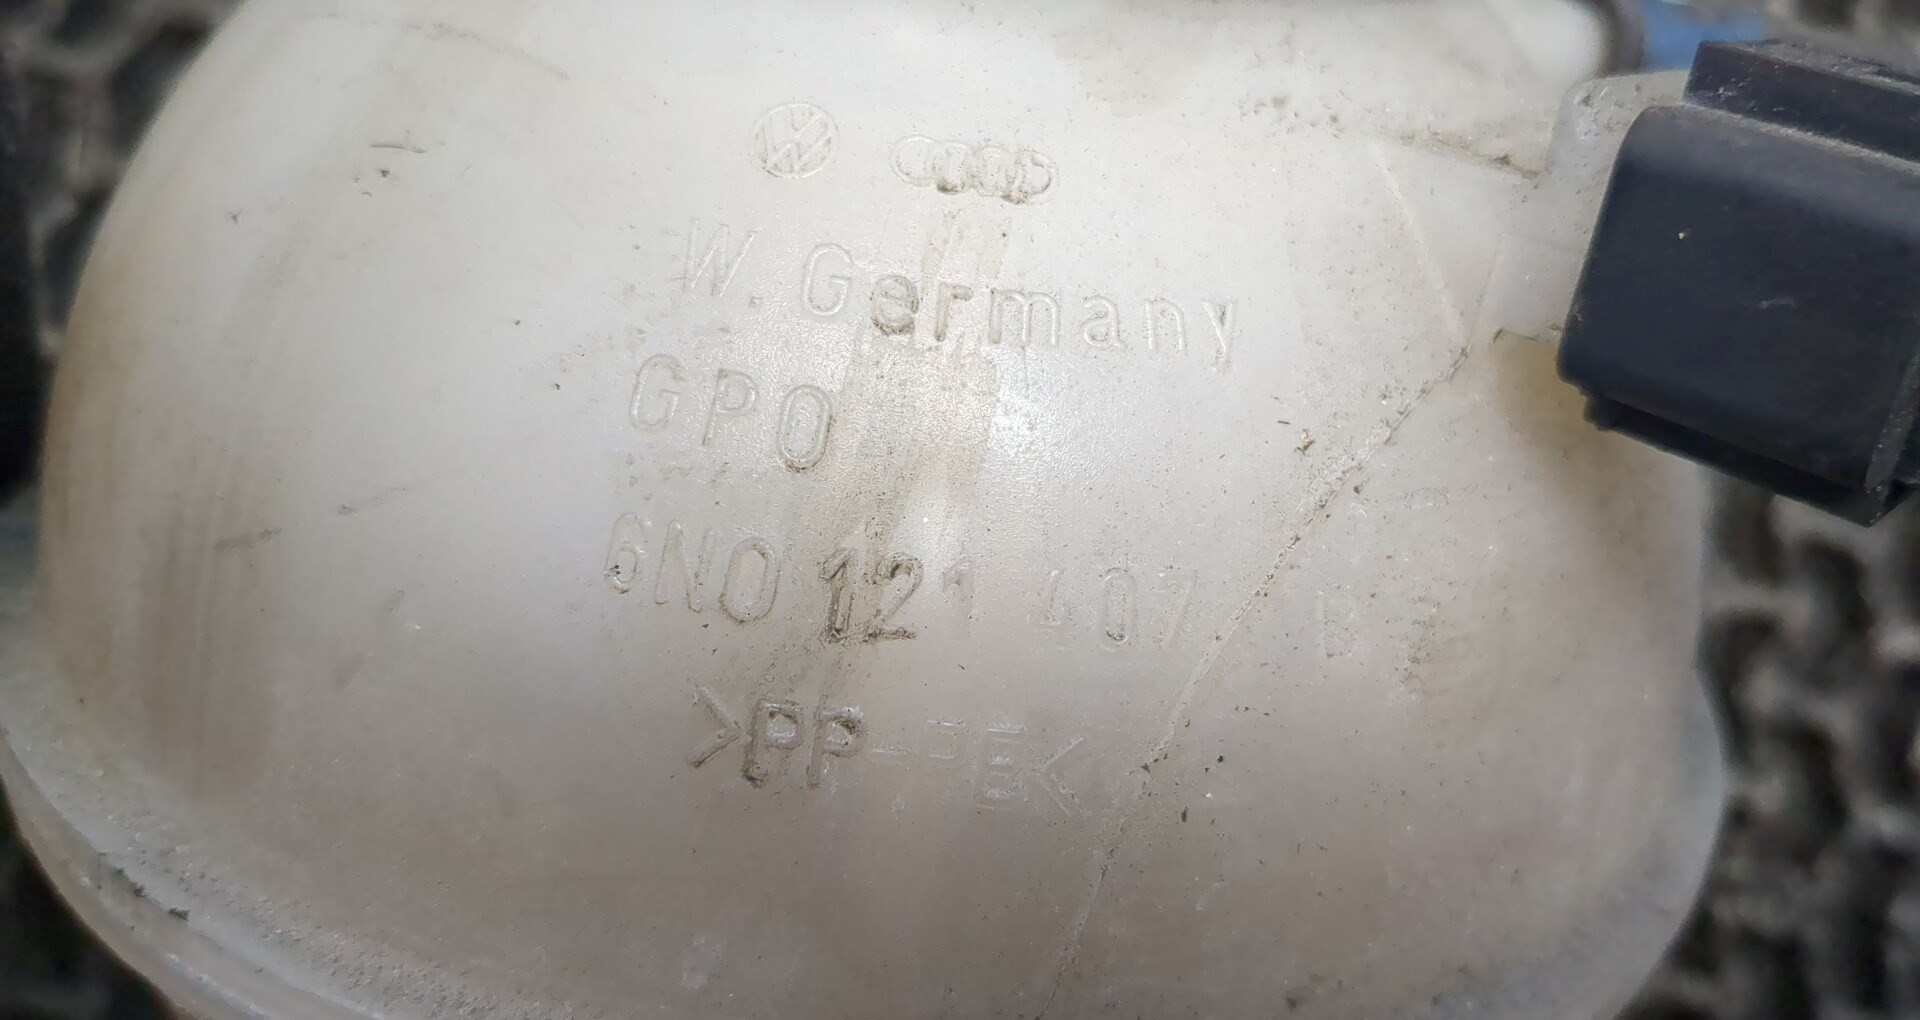 W. Germany
GPO
6N0 121 407 B Z
>PP-PE<